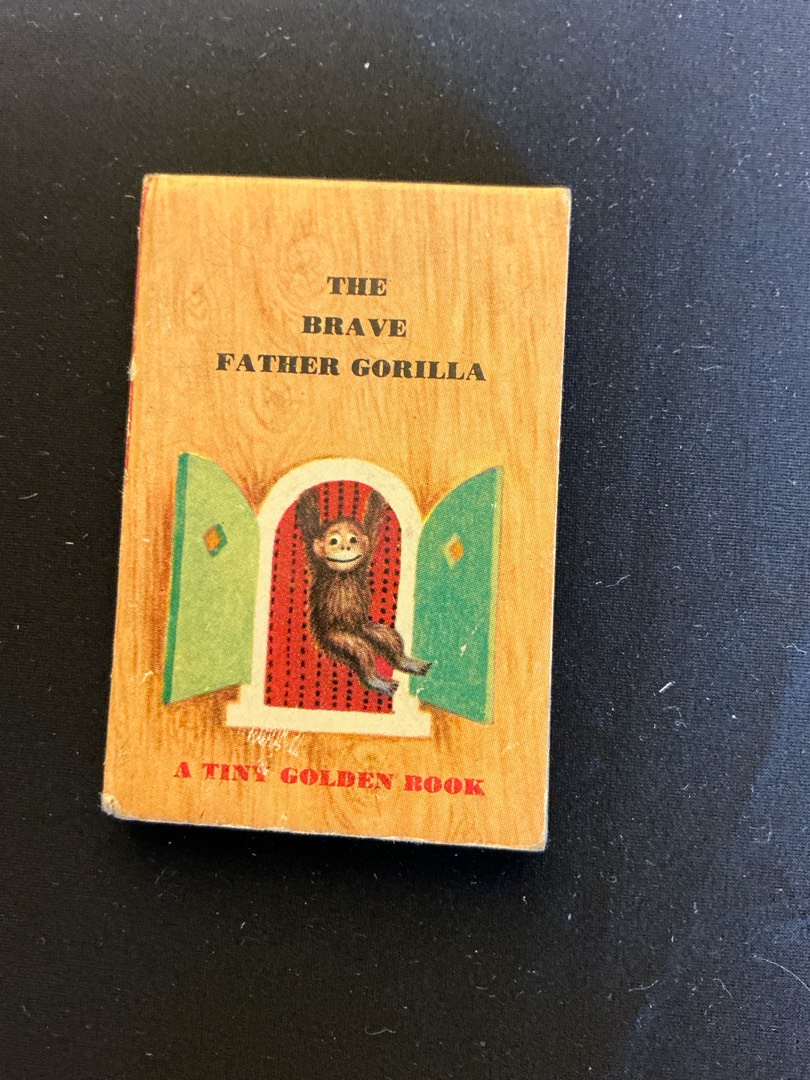 THE
BRAVE
FATHER GORILLA
A TINY GOLDEN BOOK